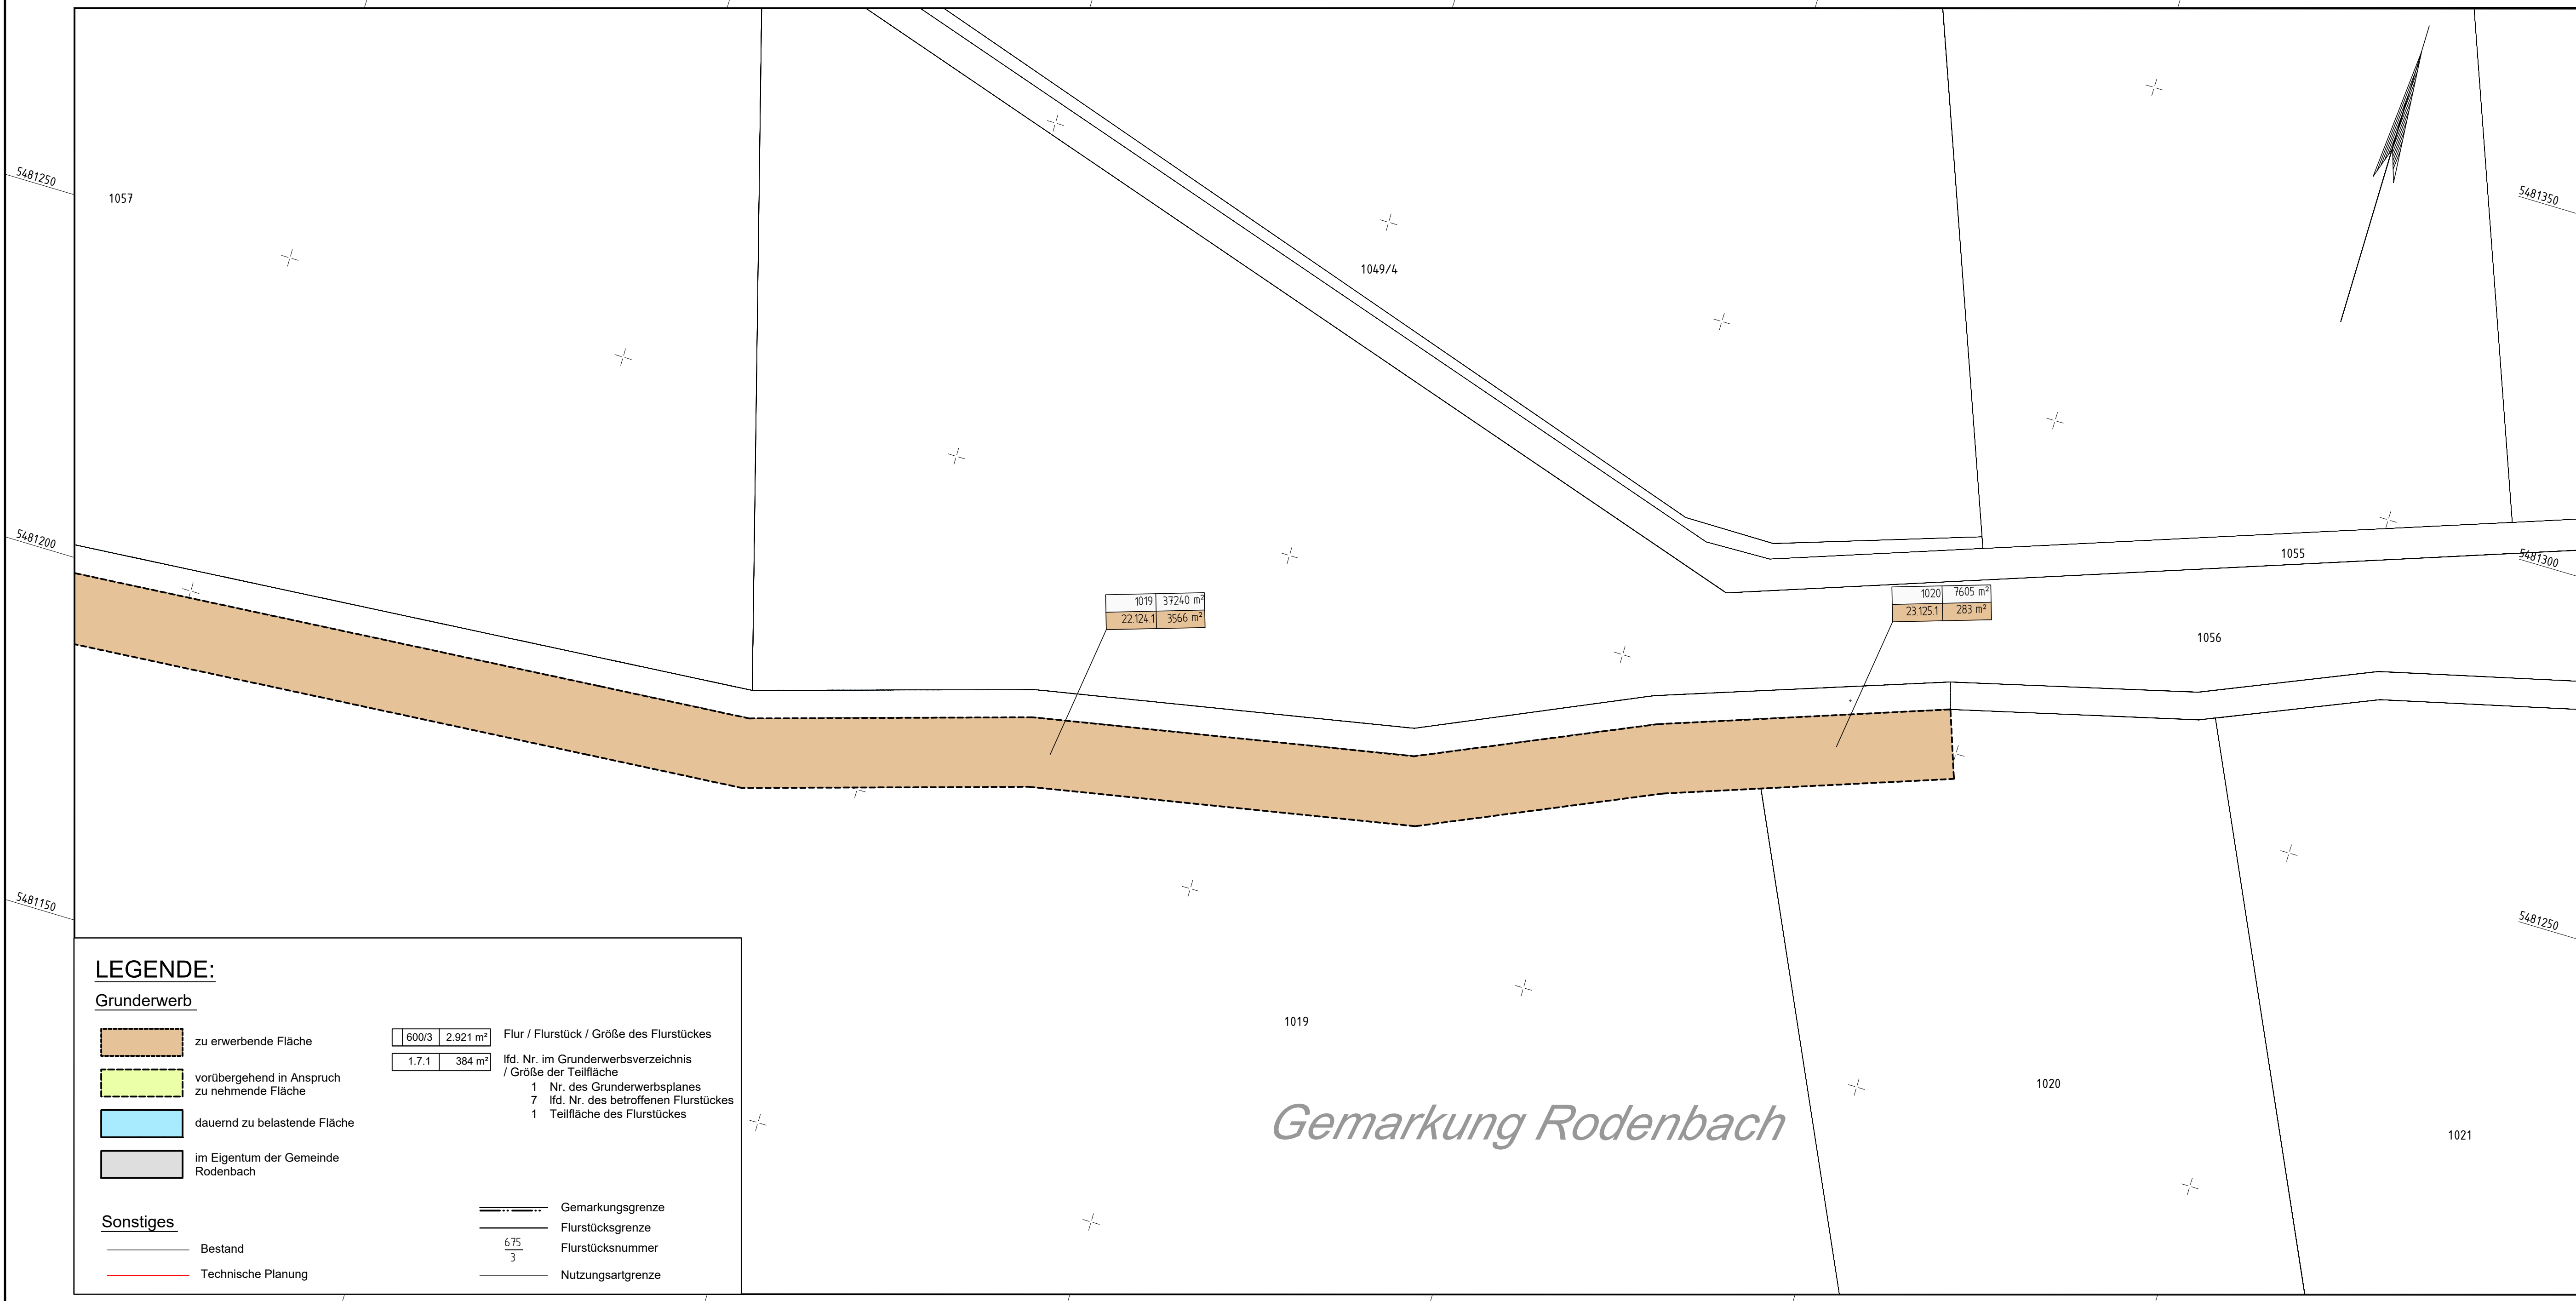 5481250
1057
5481350
1049/4
5481200
1055
5481300
1019 37240 m²
22.124.1 3566 m²
1020 7605 m²
23.125.1 283 m²
1056
5481150
5481250
LEGENDE:
Grunderwerb
zu erwerbende Fläche
vorübergehend in Anspruch
zu nehmende Fläche
dauernd zu belastende Fläche
im Eigentum der Gemeinde
Rodenbach
600/3 2.921 m²
Flur / Flurstück / Größe des Flurstückes
1.7.1 384 m²
lfd. Nr. im Grunderwerbsverzeichnis
/ Größe der Teilfläche
1 Nr. des Grunderwerbsplanes
7 lfd. Nr. des betroffenen Flurstückes
1 Teilfläche des Flurstückes
Sonstiges
Bestand
Technische Planung
Gemarkungsgrenze
Flurstücksgrenze
675
3
Flurstücksnummer
Nutzungsartgrenze
1019
1020
Gemarkung Rodenbach
1021